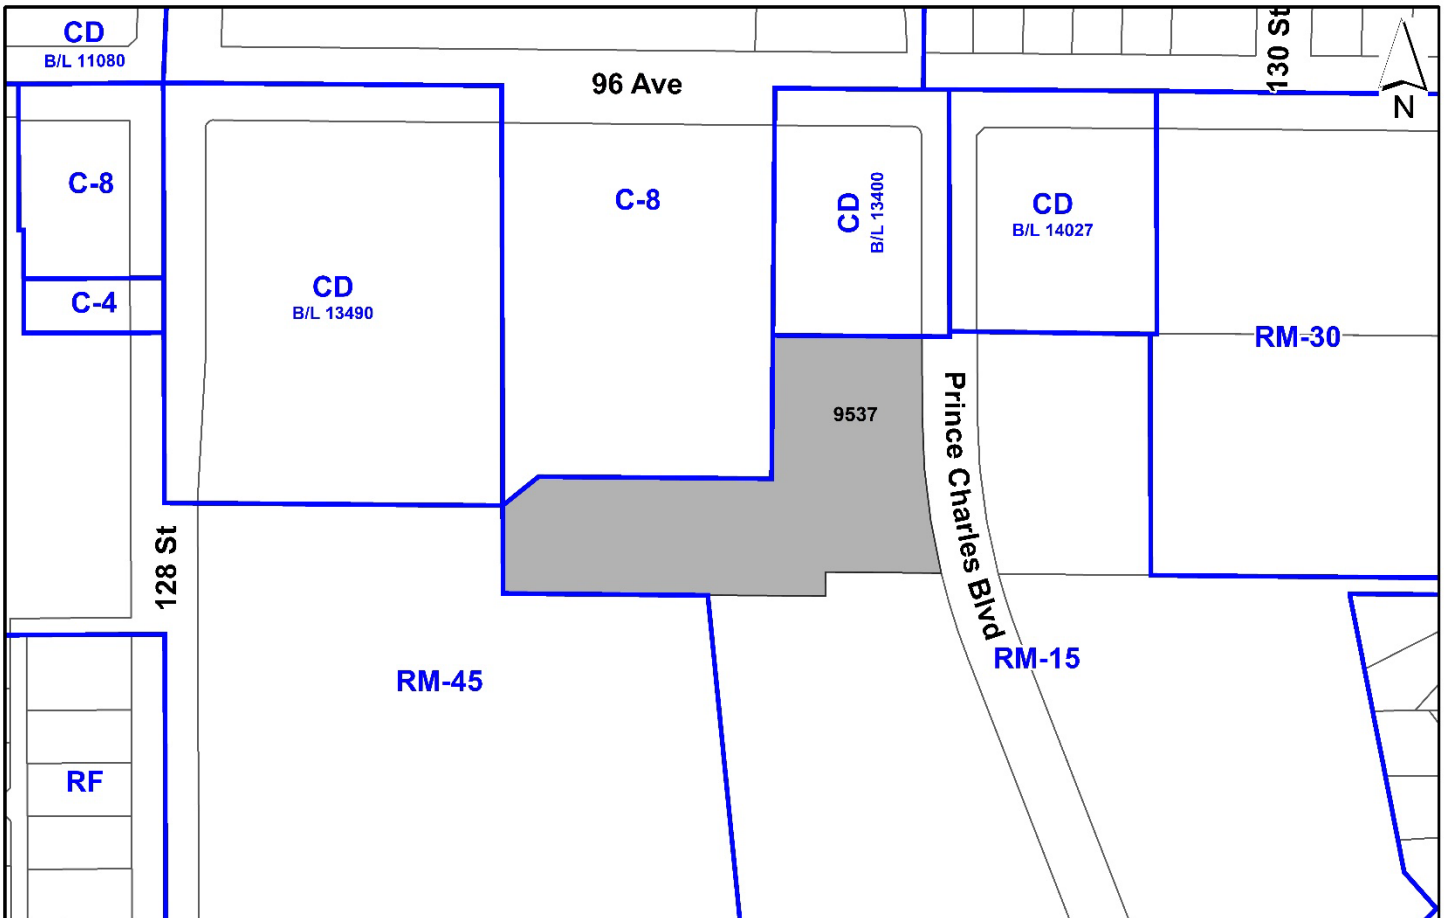 CD
B/L 11080
96 Ave
130 St
N
C-8
C-8
CD
B/L 13400
CD
B/L 14027
C-4
CD
B/L 13490
RM-30
9537
Prince Charles Blvd
128 St
RM-45
RM-15
RF